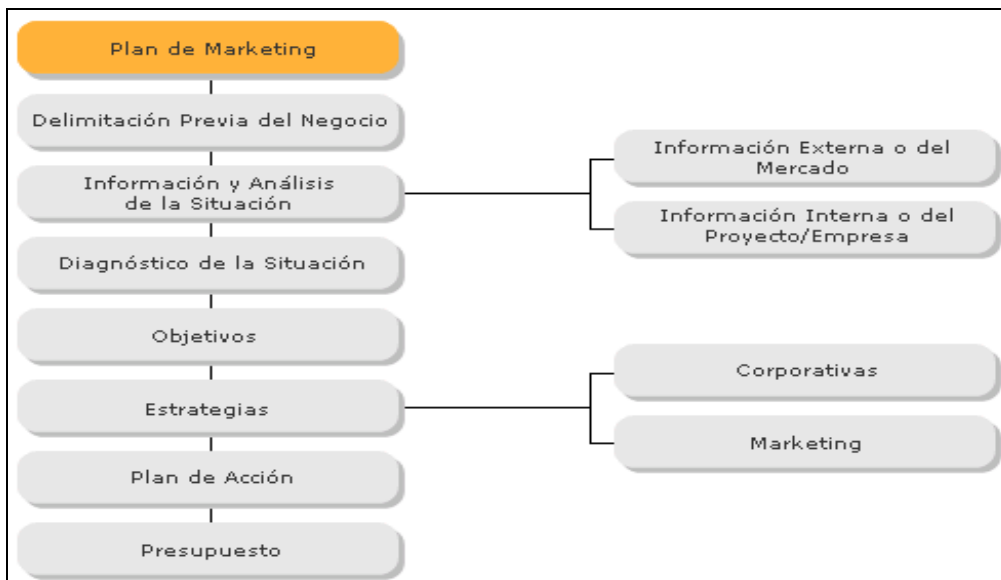 Plan de Marketing
Delimitación Previa del Negocio
Información y Análisis
de la Situación
Información Externa o del
Mercado
Información Interna o del
Proyecto/Empresa
Diagnóstico de la Situación
Objetivos
Estrategias
Corporativas
Marketing
Plan de Acción
Presupuesto